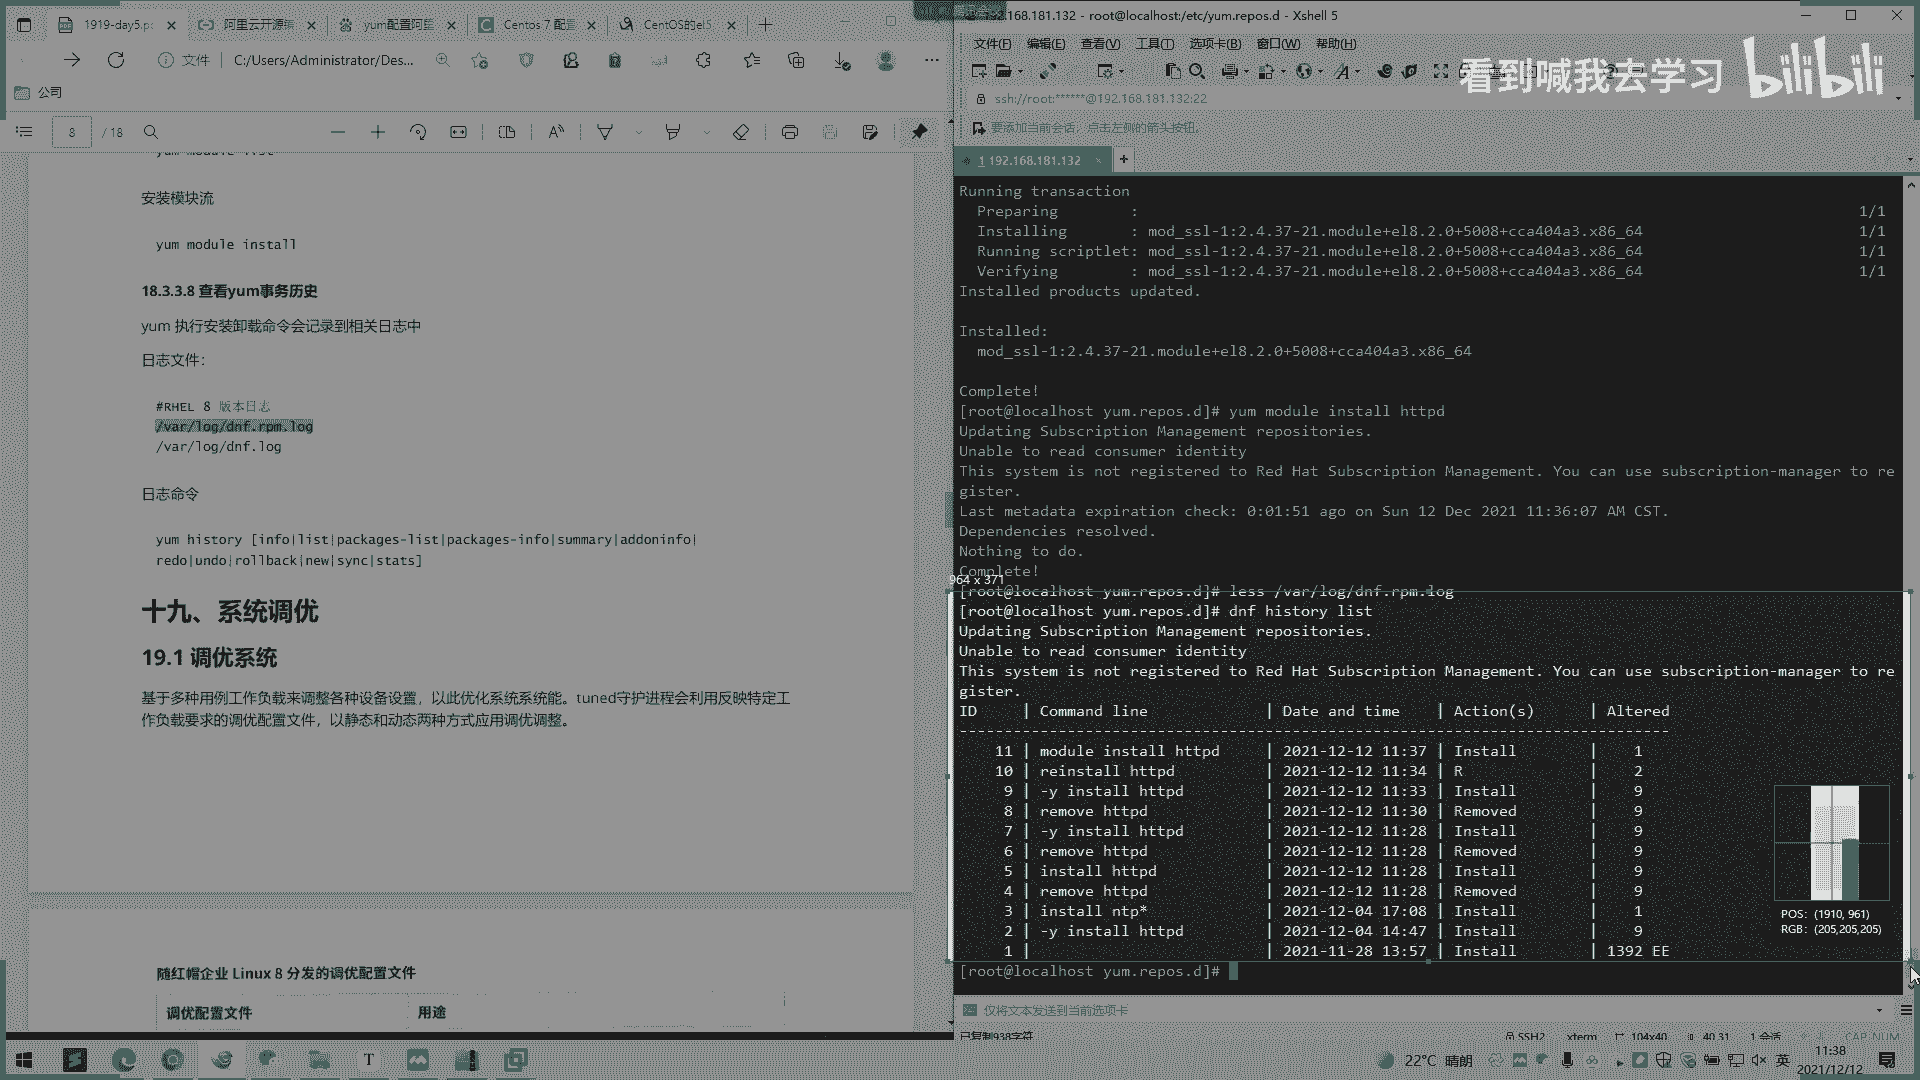 1919-day5.pc
阿里云开源
yum配置阿里
Centos 7 配置
CentOS的el5
文件
C:/Users/Administrator/Des...
公司
8 / 18
安装模块流
yum module install
18.3.3.8 查看yum事务历史
yum 执行安装卸载命令会记录到相关日志中
日志文件：
#RHEL 8 版本日志
/var/log/dnf.rpm.log
/var/log/dnf.log
日志命令
yum history [info|list|packages-list|packages-info|summary|addoninfo|
redo|undo|rollback|new|sync|stats]
十九、系统调优
19.1 调优系统
基于多种用例工作负载来调整各种设备设置，以此优化系统系统能。tuned守护进程会利用反映特定工
作负载要求的调优配置文件，以静态和动态两种方式应用调优调整。
随红帽企业 Linux 8 分发的调优配置文件
调优配置文件 用途
192.168.181.132 - root@localhost:/etc/yum.repos.d - Xshell 5
文件(F) 编辑(E) 查看(V) 工具(T) 选项卡(B) 窗口(W) 帮助(H)
看到喊我去学习 bilibili
ssh://root:******@192.168.181.132:22
要添加当前会话，点击左侧的箭头按钮。
1 192.168.181.132
Running transaction
Preparing : 1/1
Installing : mod_ssl-1:2.4.37-21.module+el8.2.0+5008+cca404a3.x86_64 1/1
Running scriptlet: mod_ssl-1:2.4.37-21.module+el8.2.0+5008+cca404a3.x86_64 1/1
Verifying : mod_ssl-1:2.4.37-21.module+el8.2.0+5008+cca404a3.x86_64 1/1
Installed products updated.
Installed:
mod_ssl-1:2.4.37-21.module+el8.2.0+5008+cca404a3.x86_64
Complete!
[root@localhost yum.repos.d]# yum module install httpd
Updating Subscription Management repositories.
Unable to read consumer identity
This system is not registered to Red Hat Subscription Management. You can use subscription-manager to re
gister.
Last metadata expiration check: 0:01:51 ago on Sun 12 Dec 2021 11:36:07 AM CST.
Dependencies resolved.
Nothing to do.
Complete!
964 x 371
[root@localhost yum.repos.d]# less /var/log/dnf.rpm.log
[root@localhost yum.repos.d]# dnf history list
Updating Subscription Management repositories.
Unable to read consumer identity
This system is not registered to Red Hat Subscription Management. You can use subscription-manager to re
gister.
ID | Command line | Date and time | Action(s) | Altered
-------------------------------------------------------------------------------
11 | module install httpd | 2021-12-12 11:37 | Install | 1
10 | reinstall httpd | 2021-12-12 11:34 | R | 2
9 | -y install httpd | 2021-12-12 11:33 | Install | 9
8 | remove httpd | 2021-12-12 11:30 | Removed | 9
7 | -y install httpd | 2021-12-12 11:28 | Install | 9
6 | remove httpd | 2021-12-12 11:28 | Removed | 9
5 | install httpd | 2021-12-12 11:28 | Install | 9
4 | remove httpd | 2021-12-12 11:28 | Removed | 9
3 | install ntp* | 2021-12-04 17:08 | Install | 1
2 | -y install httpd | 2021-12-04 14:47 | Install | 9
1 | | 2021-11-28 13:57 | Install | 1392 EE
[root@localhost yum.repos.d]#
POS: (1910, 961)
RGB: (205,205,205)
仅将文本发送到当前选项卡
已复制938字符
SSH2 xterm 104x40 40,31 1 会话 CAP NUM
22°C 晴朗
英
11:38
2021/12/12